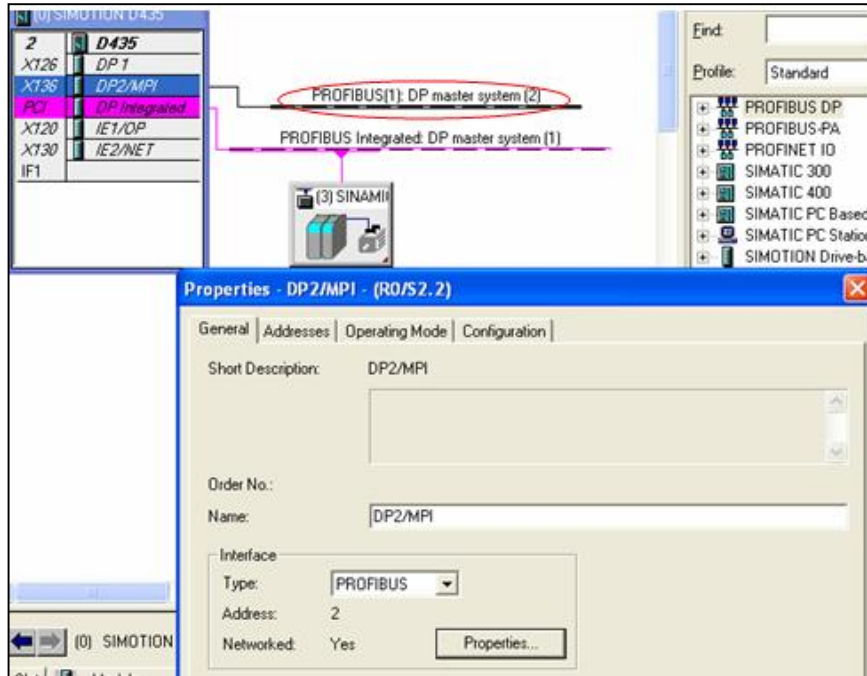 (0) SIMOTION D435
2 D435
X126 DP 1
X136 DP2/MPI
PCI DP Integrated
X120 IE1/OP
X130 IE2/NET
IF1
PROFIBUS(1): DP master system (2)
PROFIBUS Integrated: DP master system (1)
(3) SINAMI
Find:
Profile: Standard
PROFIBUS DP
PROFIBUS-PA
PROFINET IO
SIMATIC 300
SIMATIC 400
SIMATIC PC Based
SIMATIC PC Station
SIMOTION Drive-b
Properties - DP2/MPI - (R0/S2.2)
General Addresses Operating Mode Configuration
Short Description: DP2/MPI
Order No.:
Name: DP2/MPI
Interface
Type: PROFIBUS
Address: 2
Networked: Yes Properties...
(0) SIMOTION